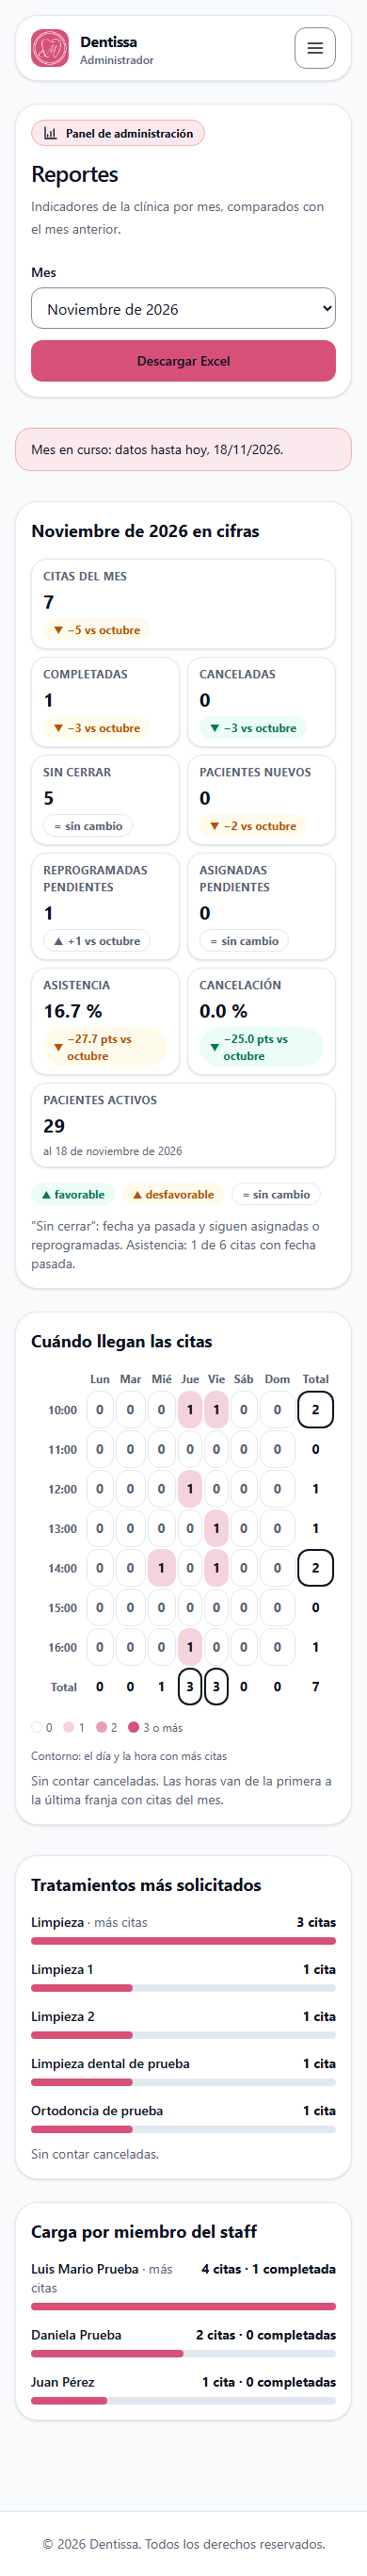 Dentissa
Administrador
Panel de administración
Reportes
Indicadores de la clínica por mes, comparados con
el mes anterior.
Mes
Noviembre de 2026
Descargar Excel
Mes en curso: datos hasta hoy, 18/11/2026.
Noviembre de 2026 en cifras
CITAS DEL MES
7
▼ −5 vs octubre
COMPLETADAS
1
▼ −3 vs octubre
CANCELADAS
0
▼ −3 vs octubre
SIN CERRAR
5
= sin cambio
PACIENTES NUEVOS
0
▼ −2 vs octubre
REPROGRAMADAS
PENDIENTES
1
▲ +1 vs octubre
ASIGNADAS
PENDIENTES
0
= sin cambio
ASISTENCIA
16.7 %
▼ −27.7 pts vs
octubre
CANCELACIÓN
0.0 %
▼ −25.0 pts vs
octubre
PACIENTES ACTIVOS
29
al 18 de noviembre de 2026
▲ favorable ▼ desfavorable = sin cambio
"Sin cerrar": fecha ya pasada y siguen asignadas o
reprogramadas. Asistencia: 1 de 6 citas con fecha
pasada.
Cuándo llegan las citas
Lun Mar Mié Jue Vie Sáb Dom Total
10:00 0 0 0 1 1 0 0 2
11:00 0 0 0 0 0 0 0 0
12:00 0 0 0 1 0 0 0 1
13:00 0 0 0 0 1 0 0 1
14:00 0 0 1 0 1 0 0 2
15:00 0 0 0 0 0 0 0 0
16:00 0 0 0 1 0 0 0 1
Total 0 0 1 3 3 0 0 7
0 1 2 3 o más
Contorno: el día y la hora con más citas
Sin contar canceladas. Las horas van de la primera a
la última franja con citas del mes.
Tratamientos más solicitados
Limpieza · más citas 3 citas
Limpieza 1 1 cita
Limpieza 2 1 cita
Limpieza dental de prueba 1 cita
Ortodoncia de prueba 1 cita
Sin contar canceladas.
Carga por miembro del staff
Luis Mario Prueba · más 4 citas · 1 completada
citas
Daniela Prueba 2 citas · 0 completadas
Juan Pérez 1 cita · 0 completadas
© 2026 Dentissa. Todos los derechos reservados.